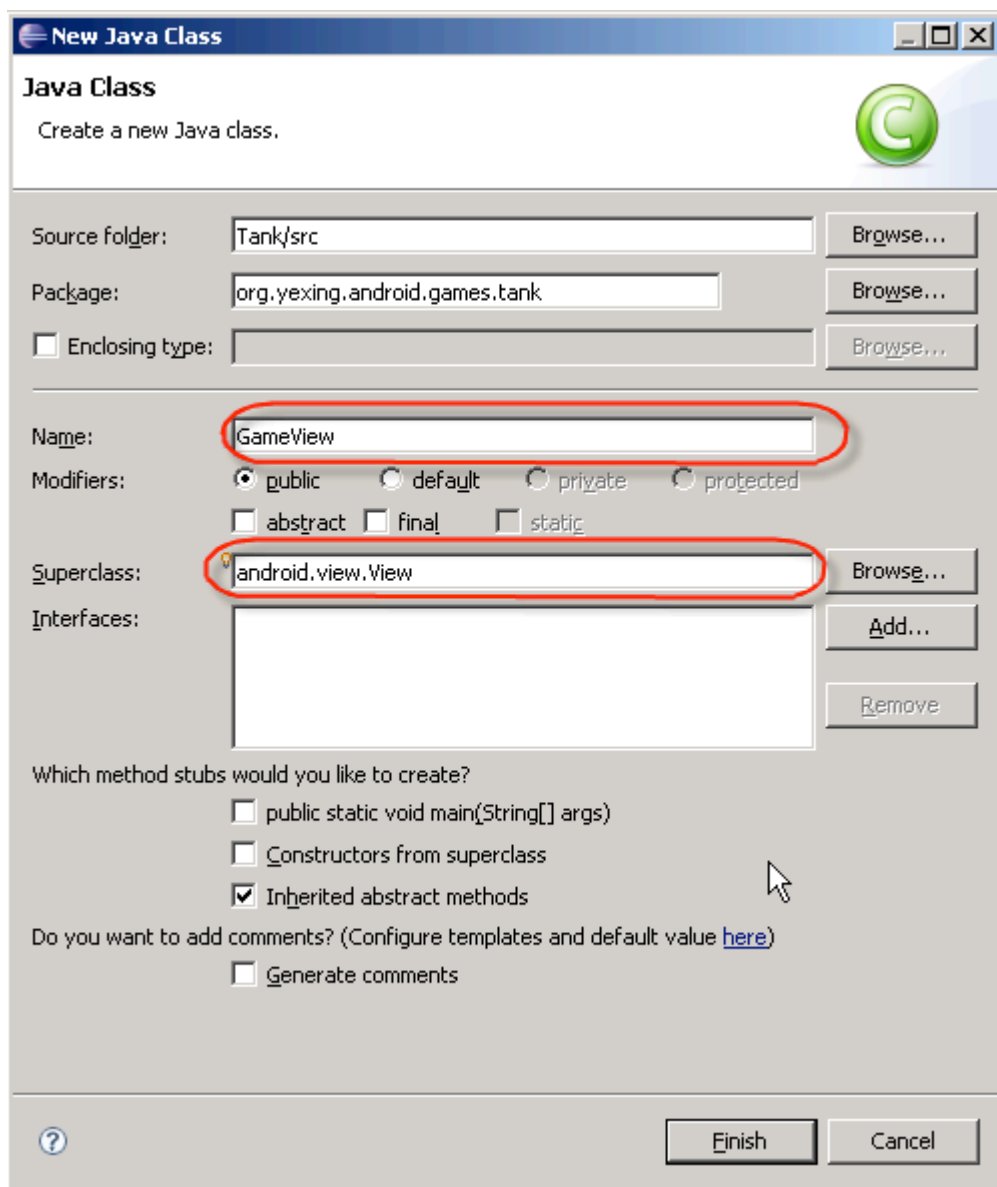 New Java Class
Java Class
Create a new Java class.
Source folder: Tank/src Browse...
Package: org.yexing.android.games.tank Browse...
Enclosing type: Browse...
Name: GameView
Modifiers: public default private protected
abstract final static
Superclass: android.view.View Browse...
Interfaces: Add...
Remove
Which method stubs would you like to create?
public static void main(String[] args)
Constructors from superclass
Inherited abstract methods
Do you want to add comments? (Configure templates and default value here)
Generate comments
Finish Cancel